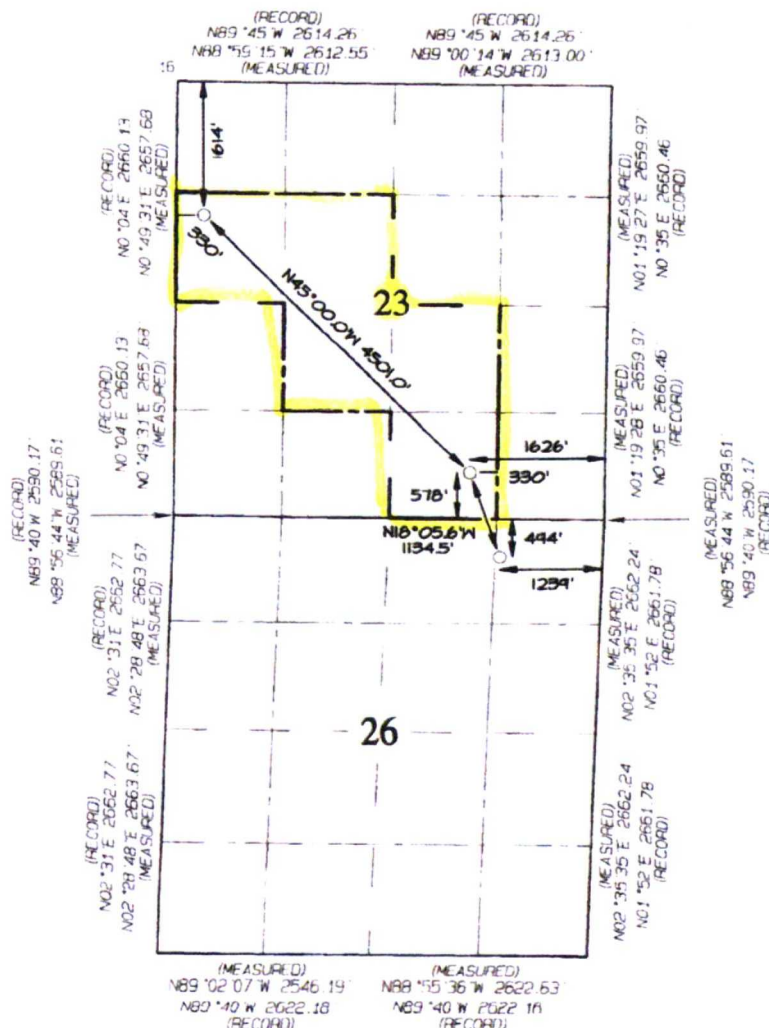 (RECORD)
N89°45'W 2614.26'
N88°59'15"W 2612.55'
(MEASURED)
(RECORD)
N89°45'W 2614.26'
N89°00'14"W 2613.00'
(MEASURED)
16
1614'
(RECORD)
N0°04'E 2660.13
N0°49'31"E 2657.68
(MEASURED)
(MEASURED)
N01°19'27"E 2659.97'
N0°35'E 2660.46
(RECORD)
330'
N45°00.0'W 4501.0'
23
(RECORD)
N0°04'E 2660.13
N0°49'31"E 2657.68
(MEASURED)
(MEASURED)
N01°19'28"E 2659.97'
N0°35'E 2660.46
(RECORD)
1626'
330'
578'
(RECORD)
N89°40'W 2590.17'
N88°56'44"W 2589.61
(MEASURED)
N18°05.6'W
1134.5'
444'
1239'
(MEASURED)
N88°56'44"W 2589.61'
N89°40'W 2590.17
(RECORD)
(RECORD)
N02°31'E 2662.77
N02°28'48"E 2663.67
(MEASURED)
(MEASURED)
N02°35'35"E 2662.24'
N01°52'E 2661.78
(RECORD)
26
(RECORD)
N02°31'E 2662.77
N02°28'48"E 2663.67'
(MEASURED)
(MEASURED)
N02°35'35"E 2662.24
N01°52'E 2661.78
(RECORD)
(MEASURED)
N89°02'07"W 2546.19'
N89°40'W 2622.18
(RECORD)
(MEASURED)
N88°55'36"W 2622.63'
N89°40'W 2622.18
(RECORD)